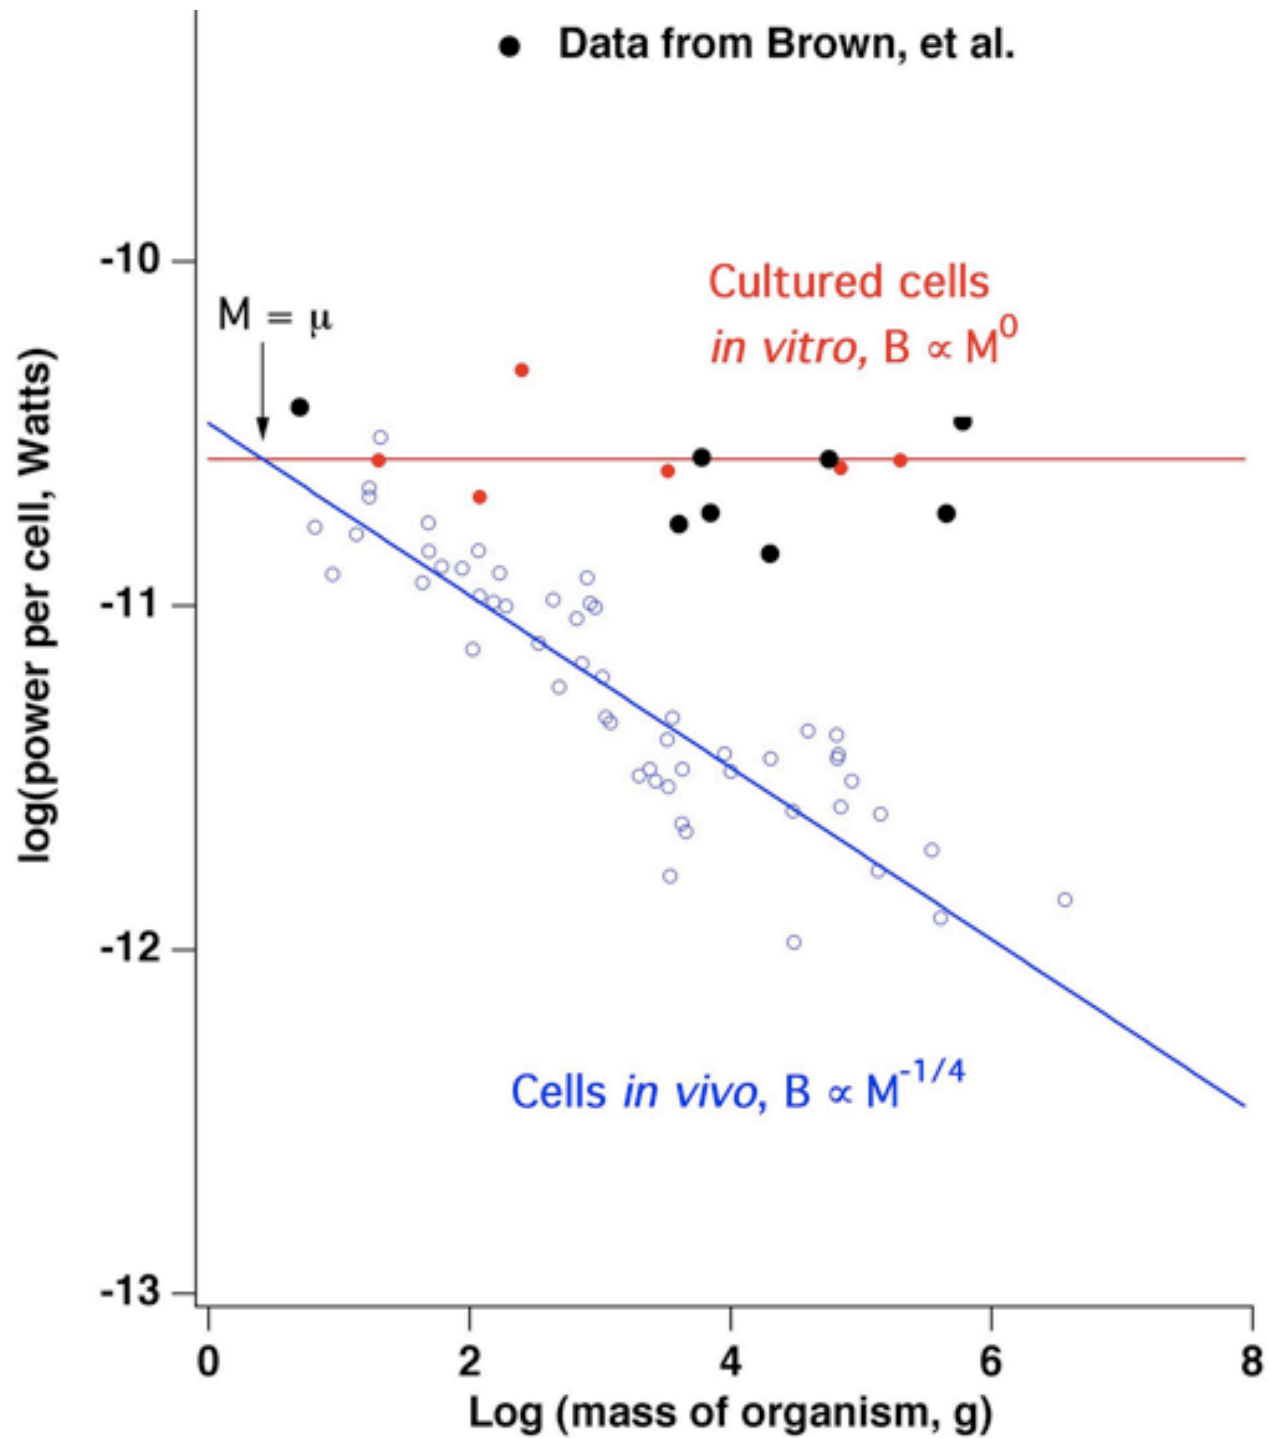 Data from Brown, et al.
-10
Cultured cells
in vitro, B ∝ M⁰
M = μ
-11
-12
Cells in vivo, B ∝ M⁻¹/⁴
-13
0 2 4 6 8
Log (mass of organism, g)
log(power per cell, Watts)